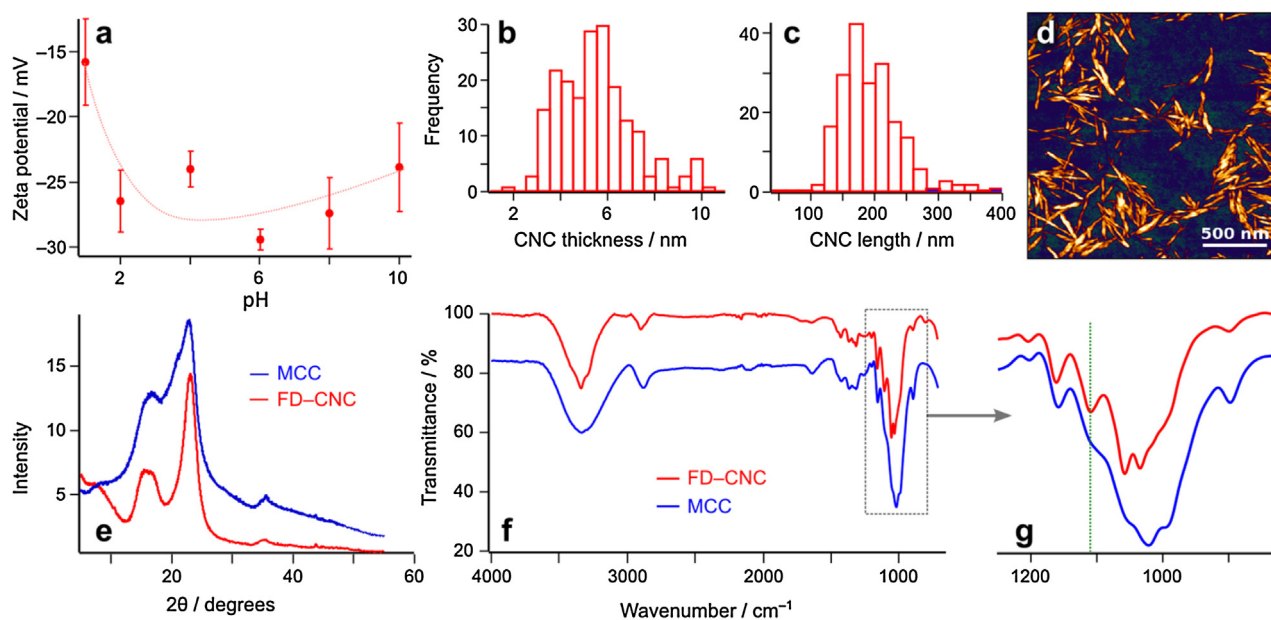 a
Zeta potential / mV
–15
–20
–25
–30
2
6
10
pH
b
Frequency
30
20
10
0
2
6
10
CNC thickness / nm
c
40
20
0
100
200
300
400
CNC length / nm
d
500 nm
e
Intensity
15
10
5
MCC
FD–CNC
20
40
60
2θ / degrees
f
Transmittance / %
100
80
60
40
20
FD–CNC
MCC
4000
3000
2000
1000
Wavenumber / cm⁻¹
g
1200
1000